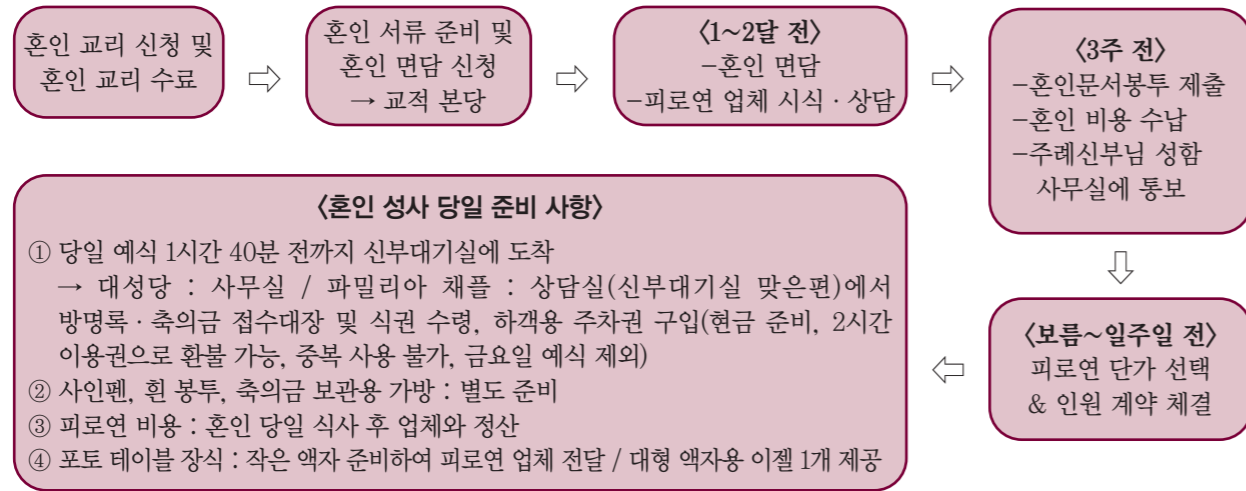 혼인 교리 신청 및
혼인 교리 수료
⇨
혼인 서류 준비 및
혼인 면담 신청
→ 교적 본당
⇨
〈1~2달 전〉
-혼인 면담
-피로연 업체 시식 · 상담
⇨
〈3주 전〉
-혼인문서봉투 제출
-혼인 비용 수납
-주례신부님 성함
사무실에 통보
⇩
〈보름~일주일 전〉
피로연 단가 선택
& 인원 계약 체결
⇦
〈혼인 성사 당일 준비 사항〉
① 당일 예식 1시간 40분 전까지 신부대기실에 도착
→ 대성당 : 사무실 / 파밀리아 채플 : 상담실(신부대기실 맞은편)에서
방명록 · 축의금 접수대장 및 식권 수령, 하객용 주차권 구입(현금 준비, 2시간
이용권으로 환불 가능, 중복 사용 불가, 금요일 예식 제외)
② 사인펜, 흰 봉투, 축의금 보관용 가방 : 별도 준비
③ 피로연 비용 : 혼인 당일 식사 후 업체와 정산
④ 포토 테이블 장식 : 작은 액자 준비하여 피로연 업체 전달 / 대형 액자용 이젤 1개 제공